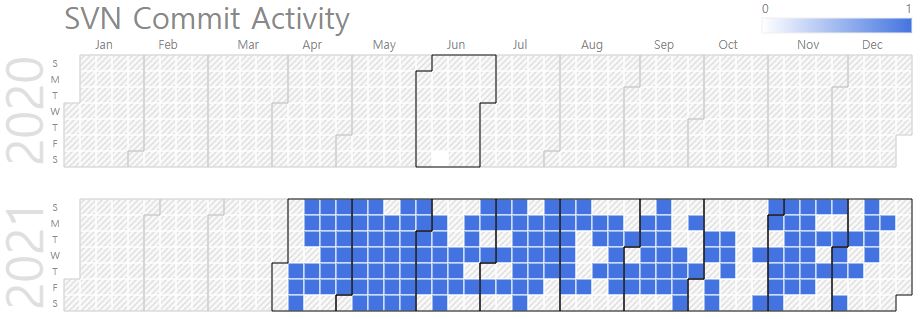 SVN Commit Activity
0 1
Jan Feb Mar Apr May Jun Jul Aug Sep Oct Nov Dec
2020
S
M
T
W
T
F
S
2021
S
M
T
W
T
F
S